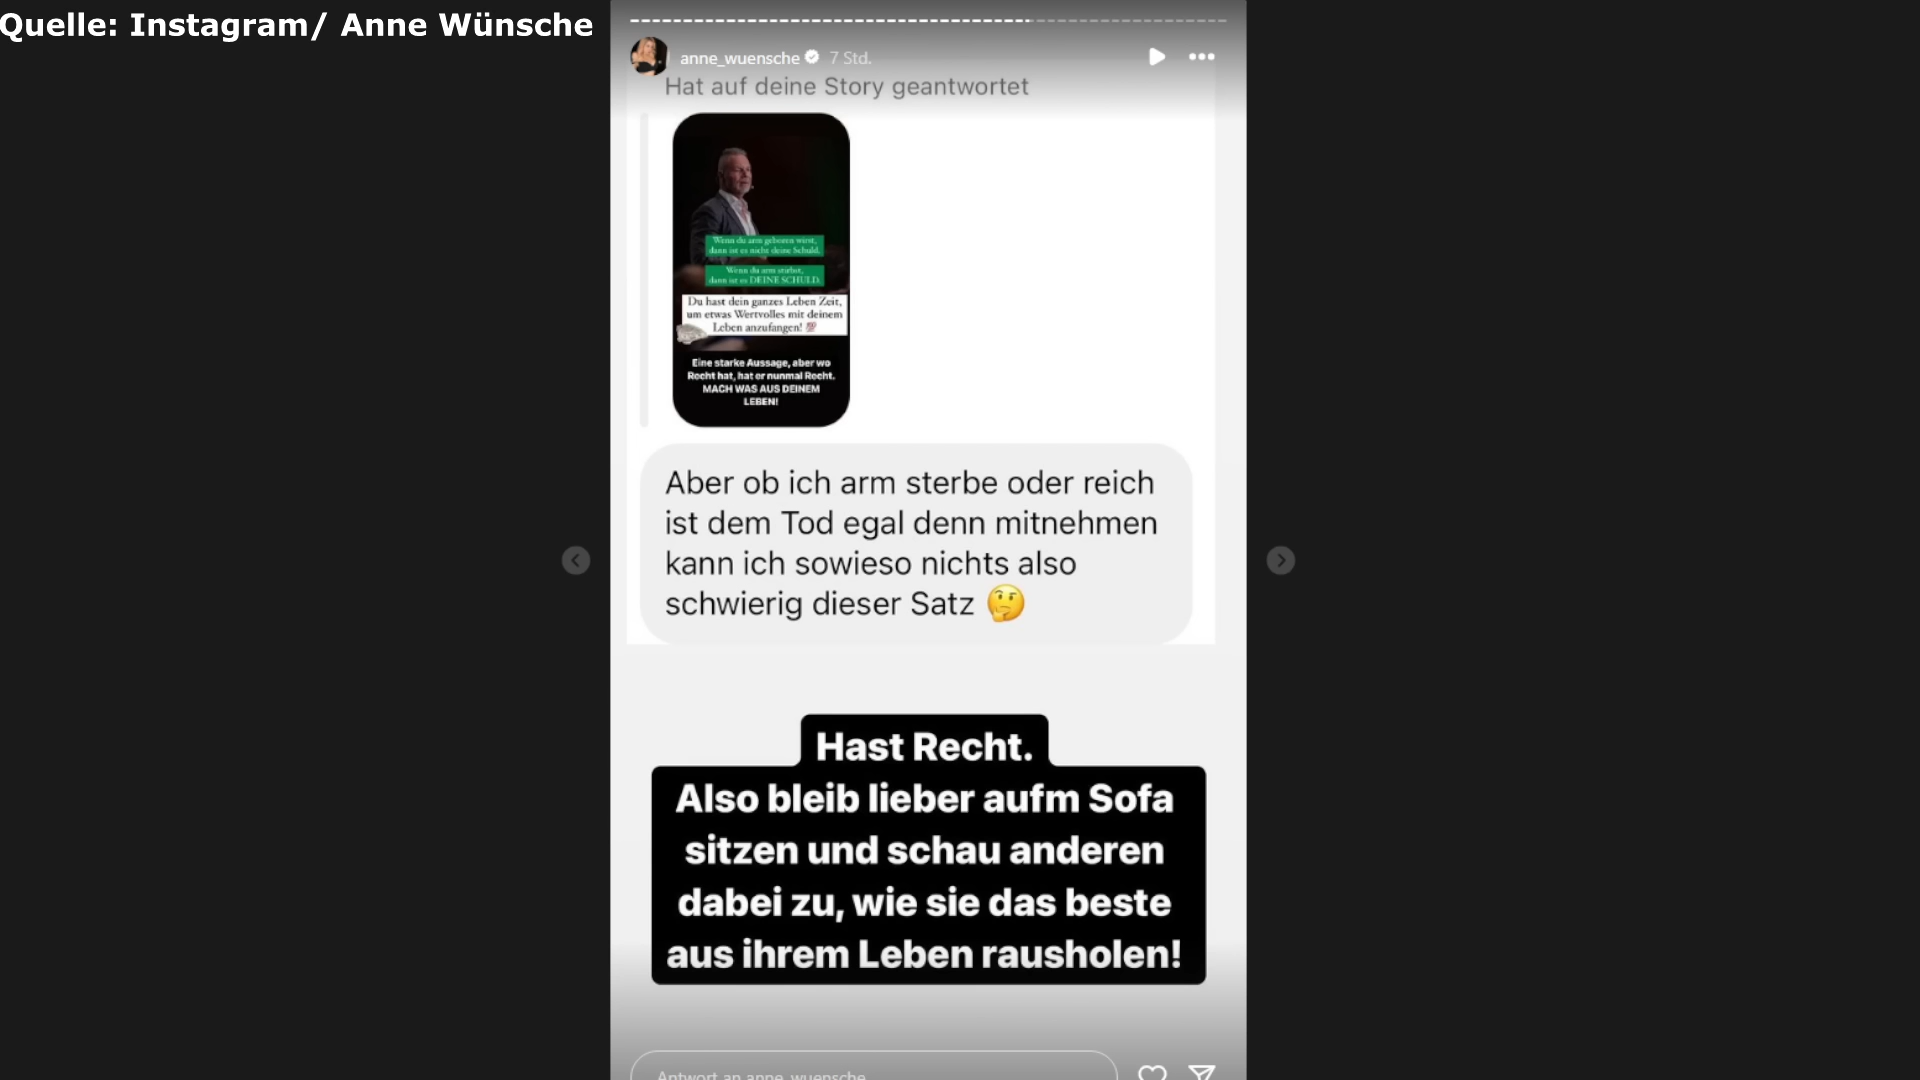 Quelle: Instagram/ Anne Wünsche
anne_wuensche 7 Std.
Hat auf deine Story geantwortet
Wenn du arm geboren wirst,
dann ist es nicht deine Schuld.
Wenn du arm stirbst,
dann ist es DEINE SCHULD.
Du hast dein ganzes Leben Zeit,
um etwas Wertvolles mit deinem
Leben anzufangen! 💯
Eine starke Aussage, aber wo
Recht hat, hat er nunmal Recht.
MACH WAS AUS DEINEM
LEBEN!
Aber ob ich arm sterbe oder reich
ist dem Tod egal denn mitnehmen
kann ich sowieso nichts also
schwierig dieser Satz 🤔
Hast Recht.
Also bleib lieber aufm Sofa
sitzen und schau anderen
dabei zu, wie sie das beste
aus ihrem Leben rausholen!
Antwort an anne_wuensche